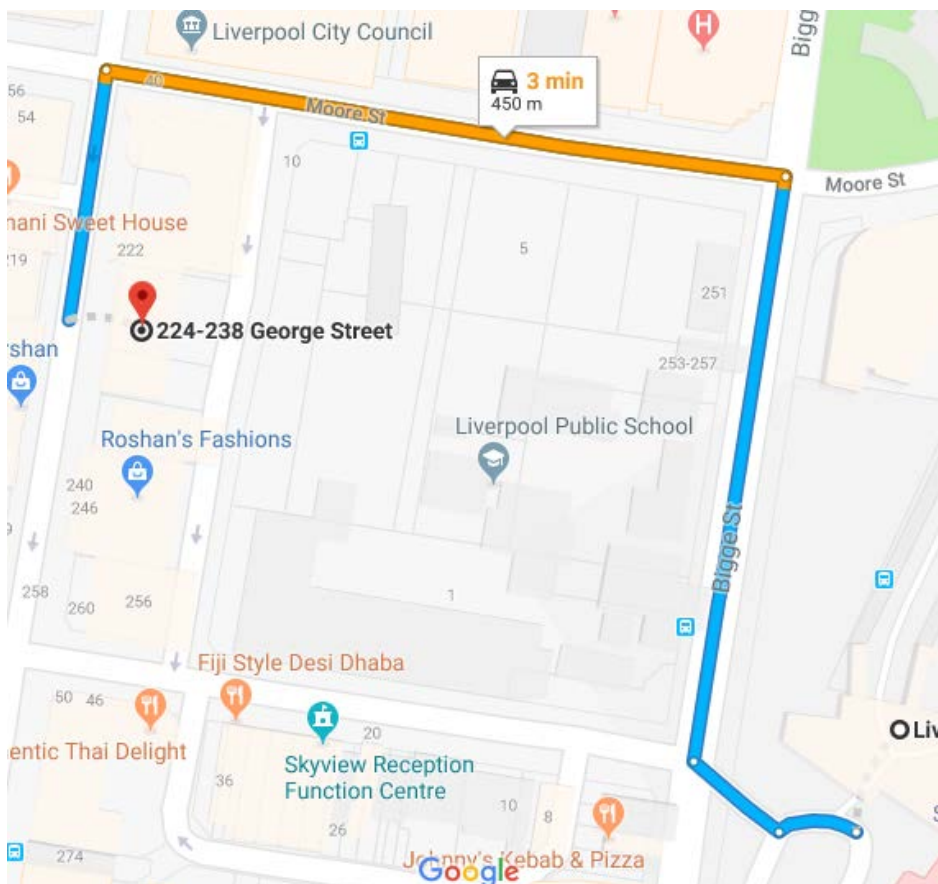 Liverpool City Council
H
Bigg
3 min
450 m
56
54
40
Moore St
10
Moore St
nani Sweet House
222
219
5
251
224-238 George Street
253-257
rshan
Liverpool Public School
Roshan's Fashions
240
246
9
Bigge St
258
260
256
1
Fiji Style Desi Dhaba
50
46
20
Liv
entic Thai Delight
Skyview Reception
Function Centre
36
10
8
26
S
274
Johnny's Kebab & Pizza
Google